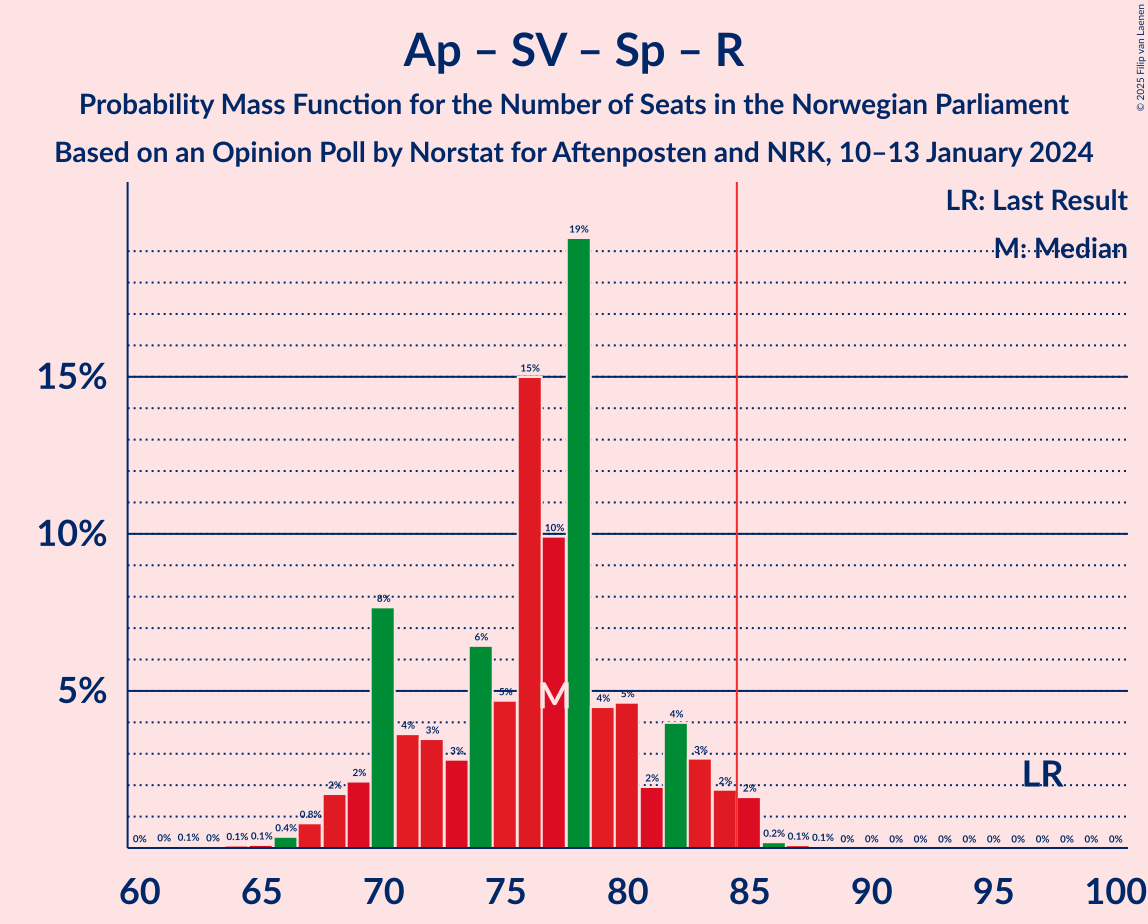 Ap – SV – Sp – R
Probability Mass Function for the Number of Seats in the Norwegian Parliament
Based on an Opinion Poll by Norstat for Aftenposten and NRK, 10–13 January 2024
© 2025 Filip van Laenen
LR: Last Result
M: Median
15%
10%
5%
0% 0% 0.1% 0% 0.1% 0.1% 0.4% 0.8% 2% 2% 8% 4% 3% 3% 6% 5% 15% 10% 19% 4% 5% 2% 4% 3% 2% 2% 0.2% 0.1% 0.1% 0% 0% 0% 0% 0% 0% 0% 0% 0% 0% 0% 0%
M
LR
60 65 70 75 80 85 90 95 100